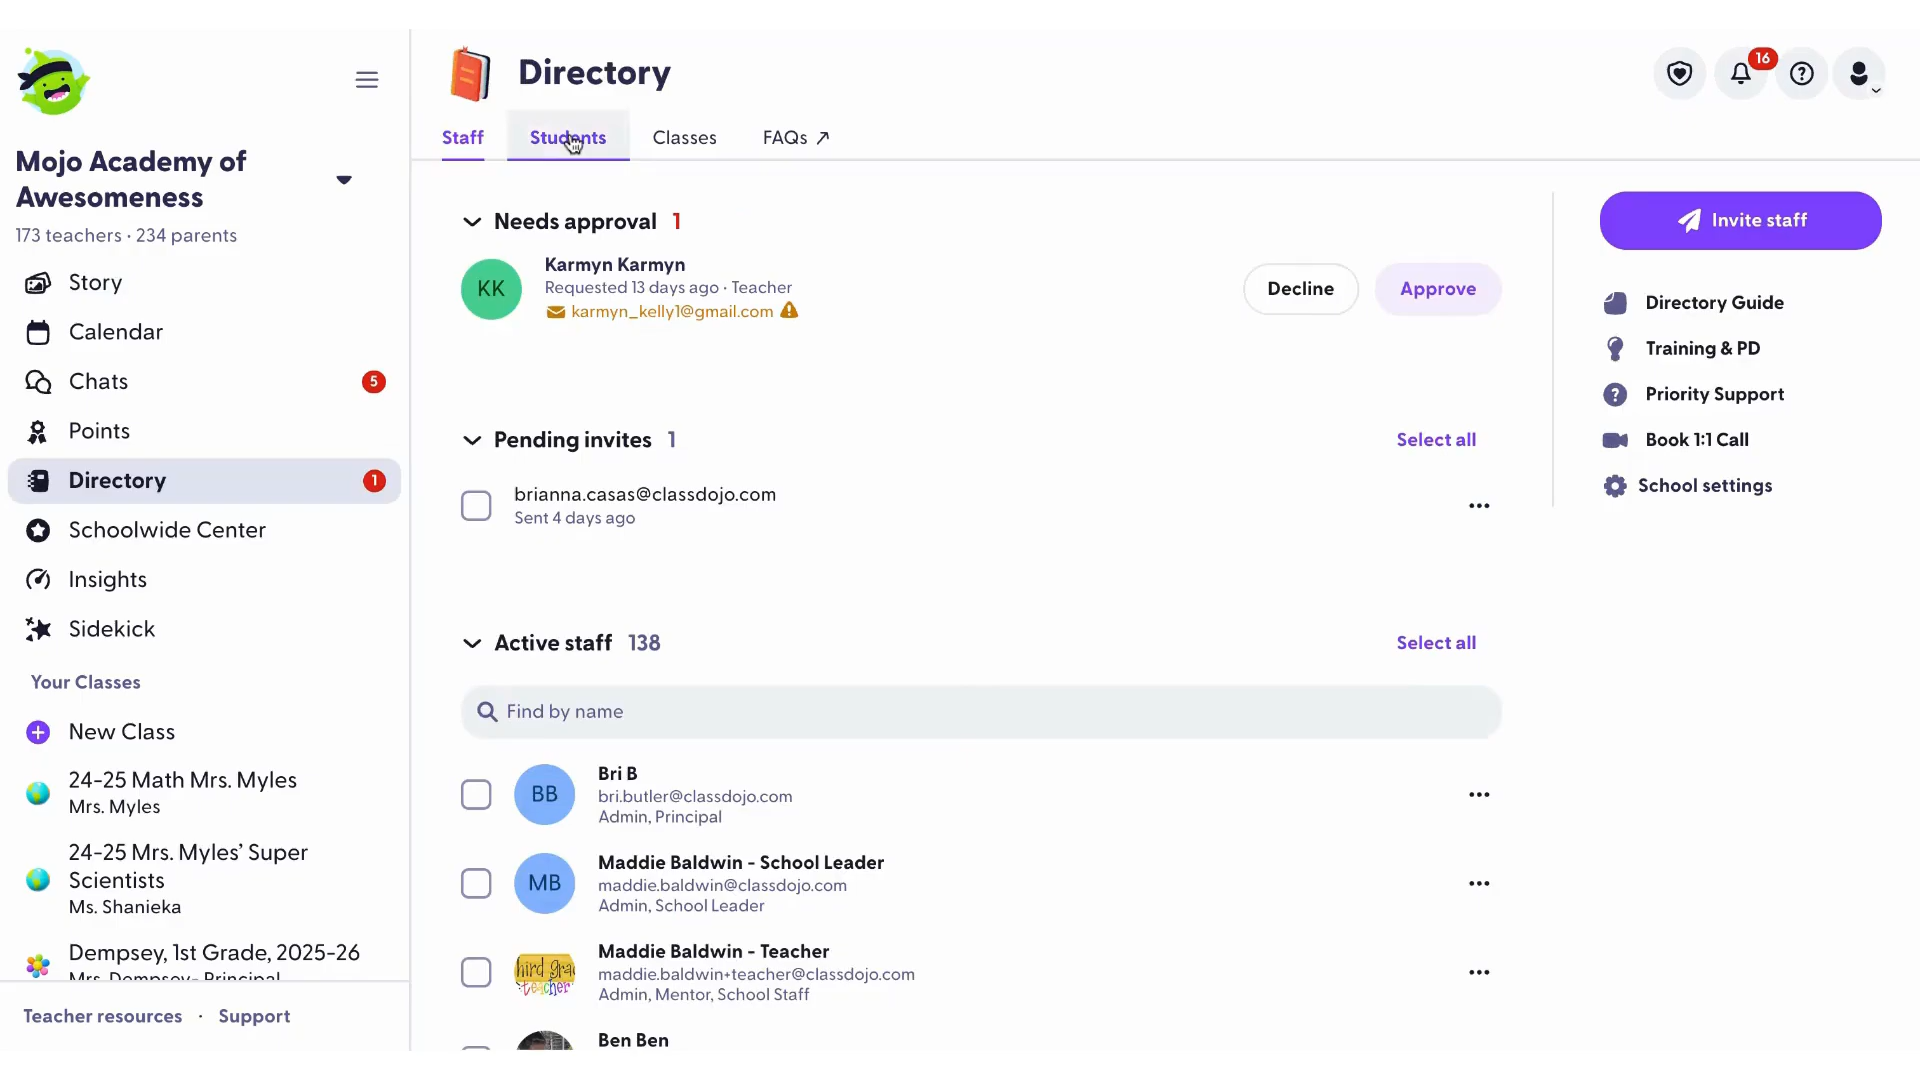 Mojo Academy of
Awesomeness
173 teachers · 234 parents
Story
Calendar
Chats
5
Points
Directory
1
Schoolwide Center
Insights
Sidekick
Your Classes
New Class
24-25 Math Mrs. Myles
Mrs. Myles
24-25 Mrs. Myles’ Super
Scientists
Ms. Shanieka
Dempsey, 1st Grade, 2025-26
Mrs. Dempsey- Principal
Teacher resources · Support
Directory
16
Staff
Students
Classes
FAQs ↗
Needs approval 1
KK
Karmyn Karmyn
Requested 13 days ago · Teacher
karmyn_kelly1@gmail.com
Decline
Approve
Pending invites 1
Select all
brianna.casas@classdojo.com
Sent 4 days ago
Active staff 138
Select all
Find by name
BB
Bri B
bri.butler@classdojo.com
Admin, Principal
MB
Maddie Baldwin - School Leader
maddie.baldwin@classdojo.com
Admin, School Leader
teacher
Maddie Baldwin - Teacher
maddie.baldwin+teacher@classdojo.com
Admin, Mentor, School Staff
Ben Ben
Invite staff
Directory Guide
Training & PD
Priority Support
Book 1:1 Call
School settings